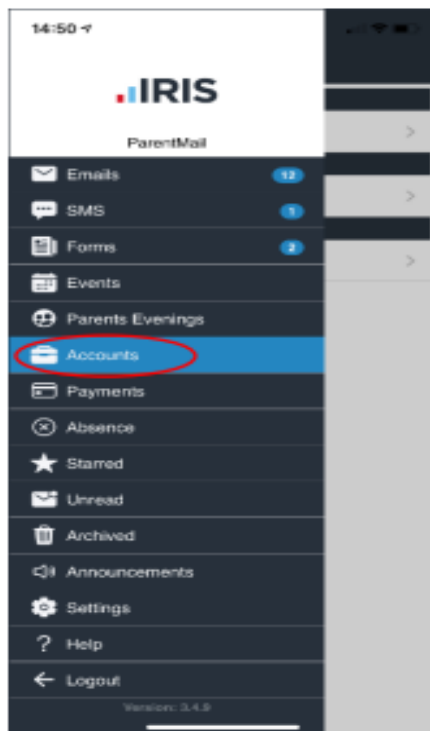 14:50
IRIS
ParentMail
Emails 12
SMS 1
Forms 2
Events
Parents Evenings
Accounts
Payments
Absence
Starred
Unread
Archived
Announcements
Settings
? Help
Logout
Version: 3.4.9